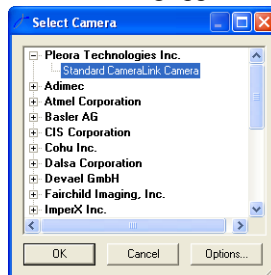 Select Camera
Pleora Technologies Inc.
Standard CameraLink Camera
Adimec
Atmel Corporation
Basler AG
CIS Corporation
Cohu Inc.
Dalsa Corporation
Devael GmbH
Fairchild Imaging, Inc.
ImperX Inc.
OK Cancel Options...